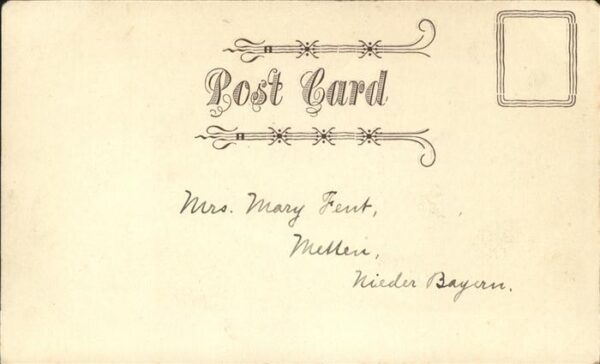 Post Card
Mrs. Mary Fent,
Metten,
Nieder Bayern.